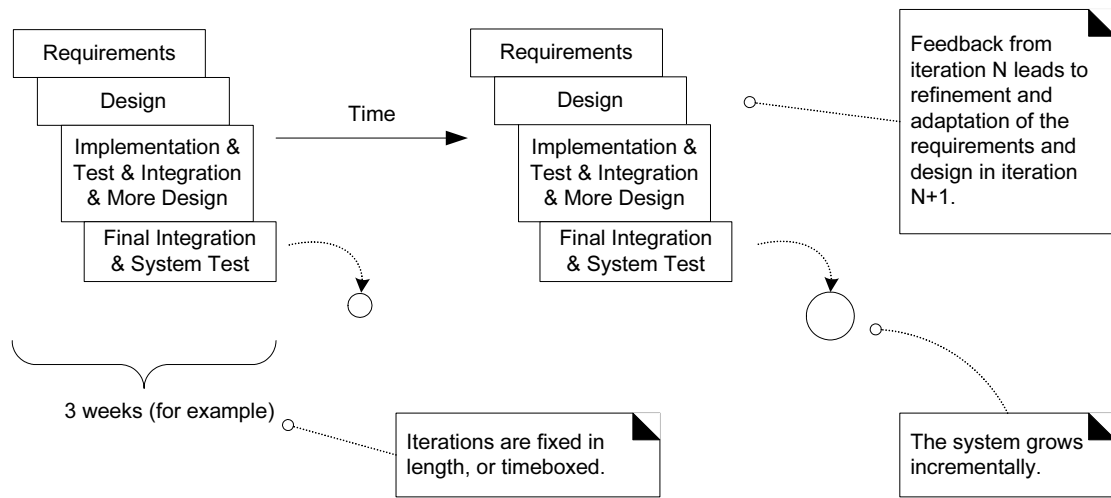 Requirements
Design
Implementation &
Test & Integration
& More Design
Final Integration
& System Test
Time
Requirements
Design
Implementation &
Test & Integration
& More Design
Final Integration
& System Test
Feedback from
iteration N leads to
refinement and
adaptation of the
requirements and
design in iteration
N+1.
3 weeks (for example)
Iterations are fixed in
length, or timeboxed.
The system grows
incrementally.